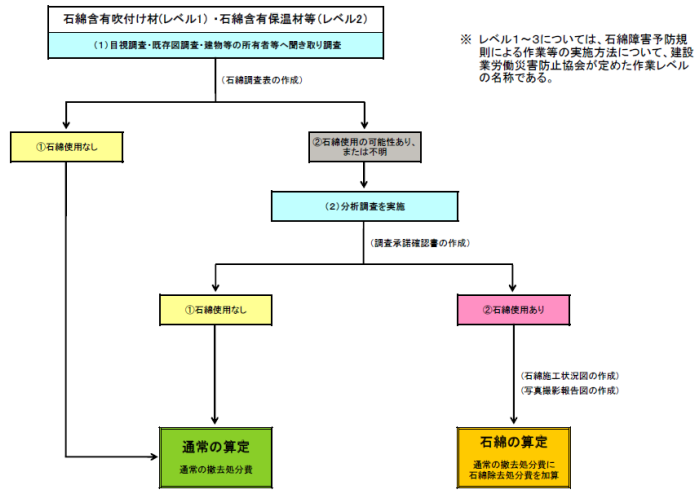 石綿含有吹付け材(レベル1)・石綿含有保温材等(レベル2)
(1)目視調査・既存図調査・建物等の所有者等へ聞き取り調査
※ レベル1~3については、石綿障害予防規
則による作業等の実施方法について、建設
業労働災害防止協会が定めた作業レベル
の名称である。
(石綿調査表の作成)
①石綿使用なし
②石綿使用の可能性あり、
または不明
(2)分析調査を実施
(調査承諾確認書の作成)
①石綿使用なし
②石綿使用あり
(石綿施工状況図の作成)
(写真撮影報告図の作成)
通常の算定
通常の撤去処分費
石綿の算定
通常の撤去処分費に
石綿除去処分費を加算